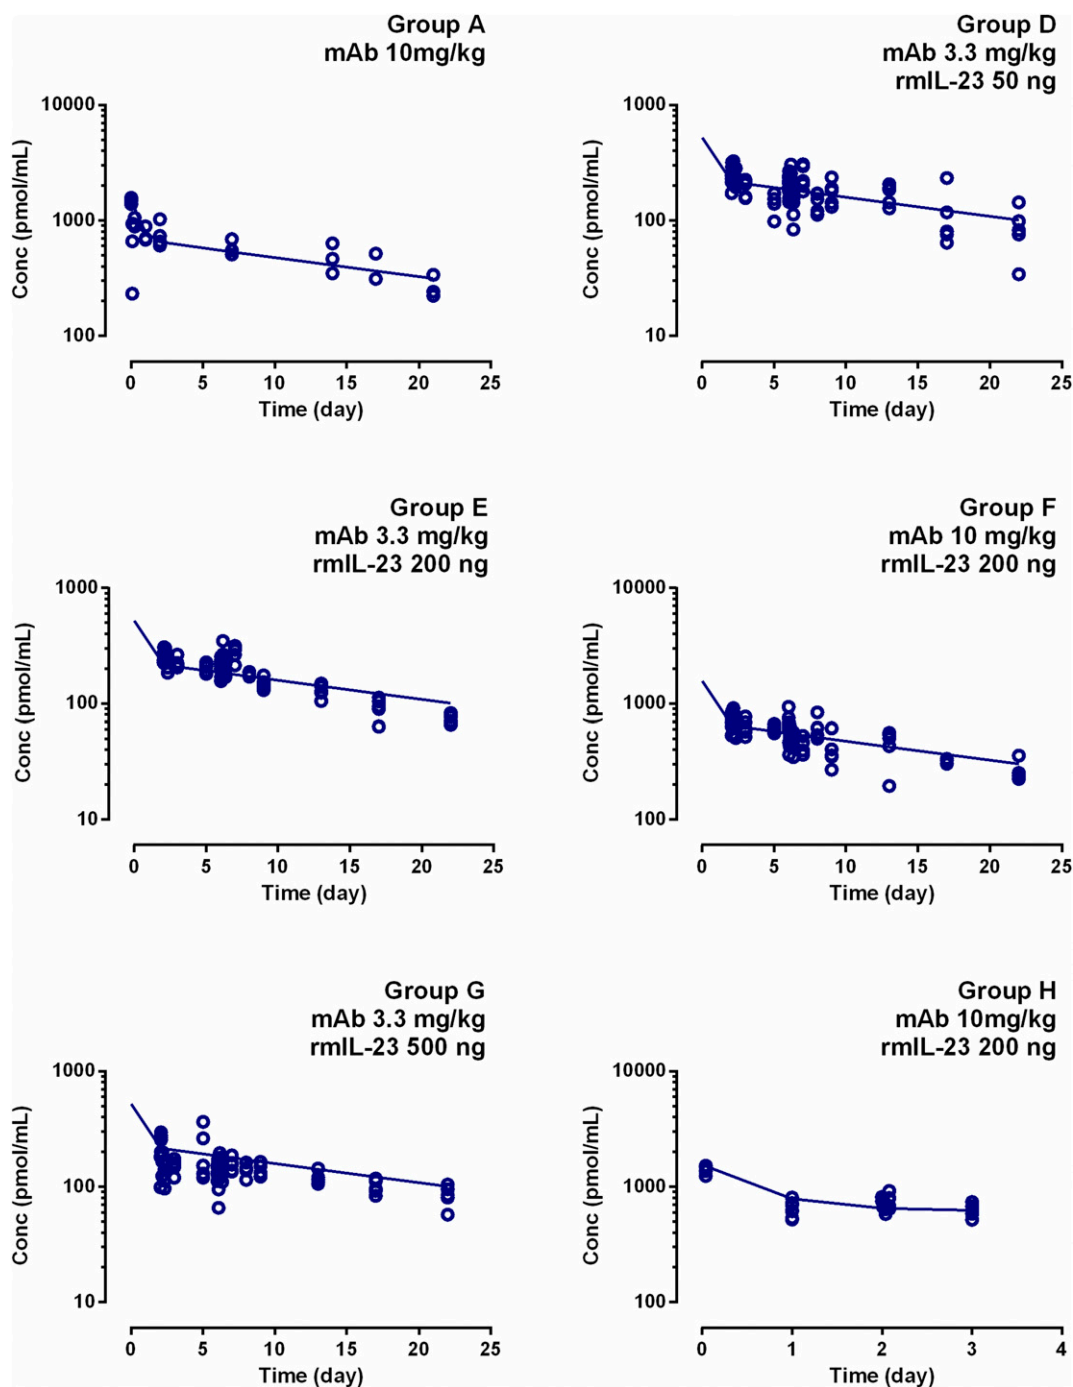 Group A
mAb 10mg/kg
10000
1000
100
Conc (pmol/mL)
0 5 10 15 20 25
Time (day)
Group D
mAb 3.3 mg/kg
rmIL-23 50 ng
1000
100
10
Conc (pmol/mL)
0 5 10 15 20 25
Time (day)
Group E
mAb 3.3 mg/kg
rmIL-23 200 ng
1000
100
10
Conc (pmol/mL)
0 5 10 15 20 25
Time (day)
Group F
mAb 10 mg/kg
rmIL-23 200 ng
10000
1000
100
Conc (pmol/mL)
0 5 10 15 20 25
Time (day)
Group G
mAb 3.3 mg/kg
rmIL-23 500 ng
1000
100
10
Conc (pmol/mL)
0 5 10 15 20 25
Time (day)
Group H
mAb 10mg/kg
rmIL-23 200 ng
10000
1000
100
Conc (pmol/mL)
0 1 2 3 4
Time (day)